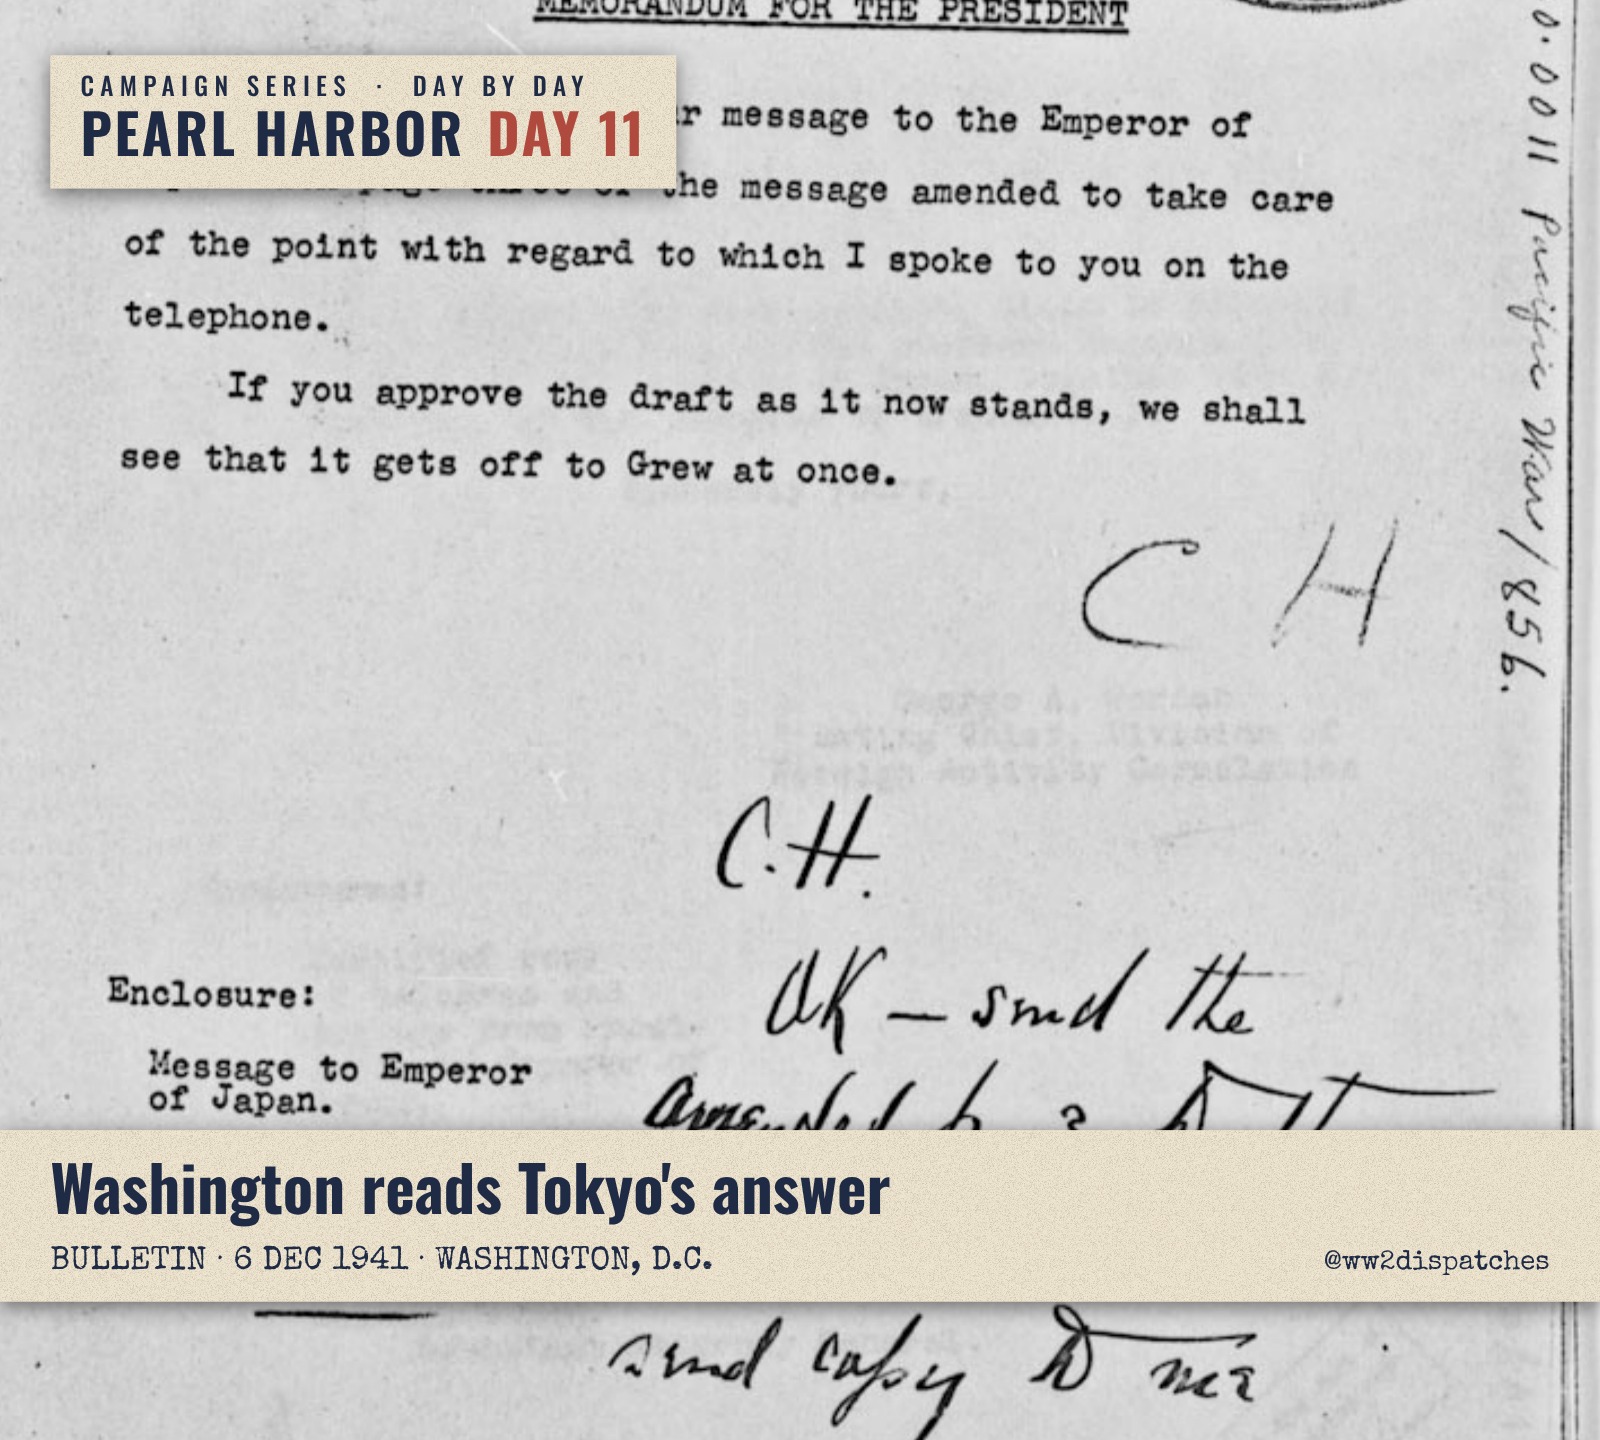 MEMORANDUM FOR THE PRESIDENT
CAMPAIGN SERIES · DAY BY DAY
PEARL HARBOR DAY 11
message to the Emperor of
the message amended to take care
of the point with regard to which I spoke to you on the
telephone.
If you approve the draft as it now stands, we shall
see that it gets off to Grew at once.
C H
C.H.
OK — send the
amended
Enclosure:
Message to Emperor
of Japan.
Washington reads Tokyo's answer
BULLETIN · 6 DEC 1941 · WASHINGTON, D.C.
@ww2dispatches
send copy to me
0.0011 Pacific War/856.